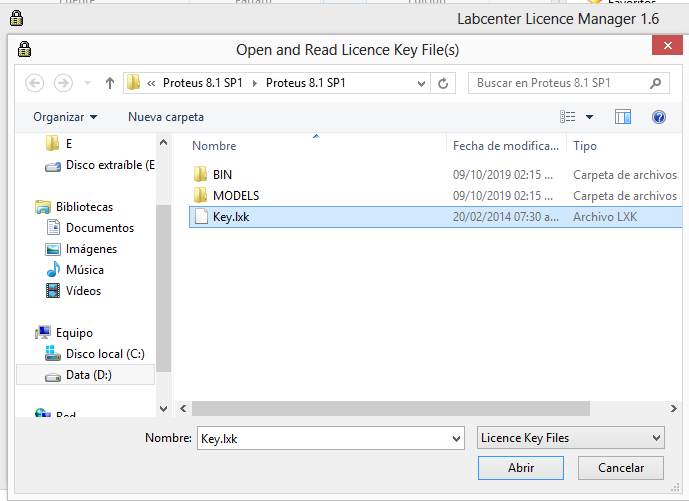 Labcenter Licence Manager 1.6
Favoritos
Open and Read Licence Key File(s)
« Proteus 8.1 SP1 Proteus 8.1 SP1
Buscar en Proteus 8.1 SP1
Organizar Nueva carpeta
Nombre Fecha de modifica... Tipo
E
Disco extraíble (E
Bibliotecas
Documentos
Imágenes
Música
Vídeos
Equipo
Disco local (C:)
Data (D:)
Red
BIN 09/10/2019 02:15 ... Carpeta de archivos
MODELS 09/10/2019 02:15 ... Carpeta de archivos
Key.lxk 20/02/2014 07:30 a... Archivo LXK
Nombre: Key.lxk Licence Key Files
Abrir Cancelar